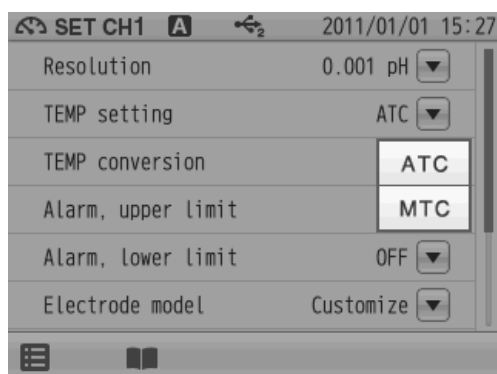 SET CH1 A 2 2011/01/01 15:27
Resolution 0.001 pH
TEMP setting ATC
TEMP conversion ATC
Alarm, upper limit MTC
Alarm, lower limit OFF
Electrode model Customize